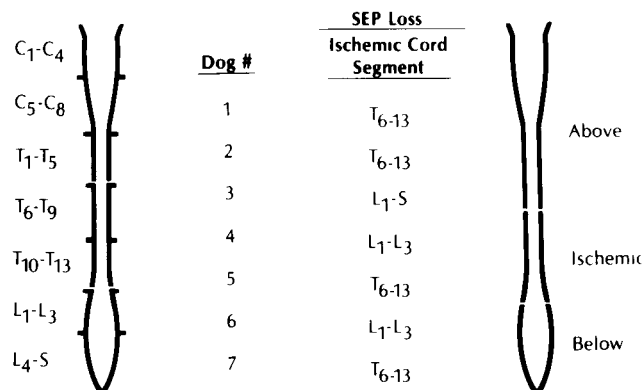 SEP Loss
Dog #
Ischemic Cord
Segment
C1-C4
C5-C8
T1-T5
T6-T9
T10-T13
L1-L3
L4-S
1
2
3
4
5
6
7
T6-13
T6-13
L1-S
L1-L3
T6-13
L1-L3
T6-13
Above
Ischemic
Below